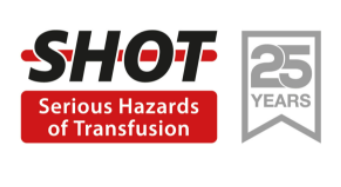 SHOT
Serious Hazards
of Transfusion
25
YEARS